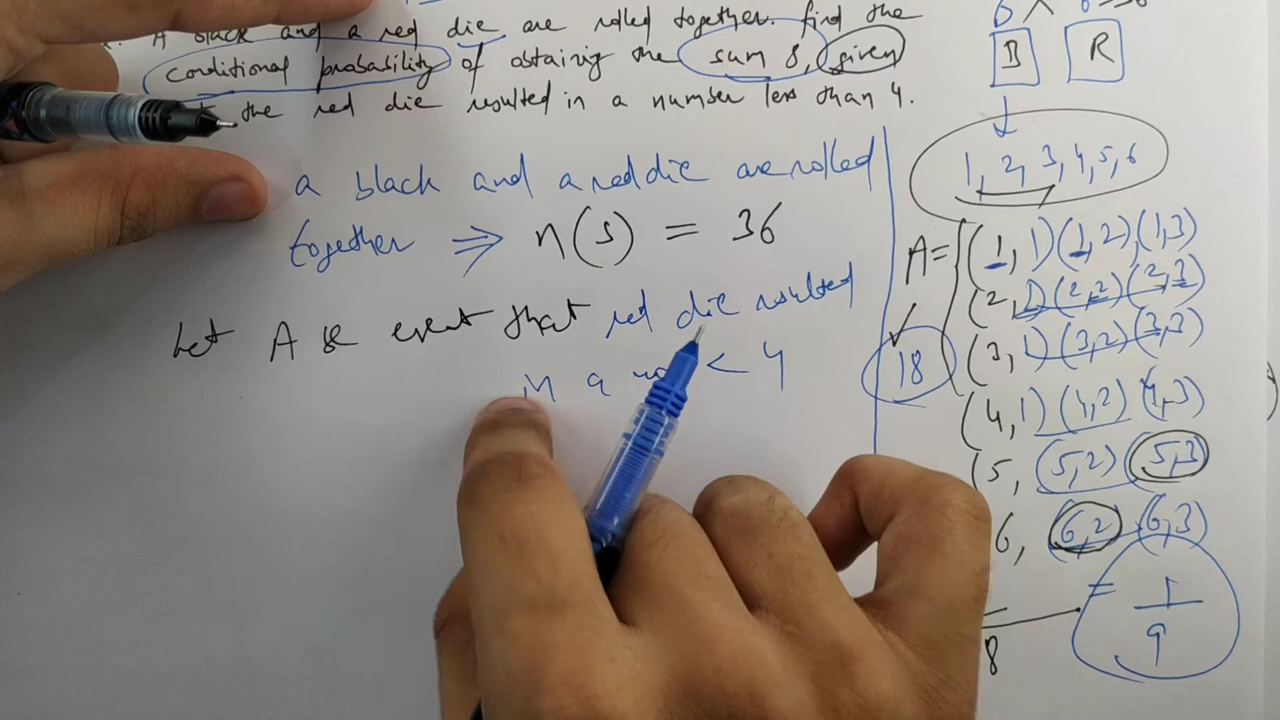 A black and a red die are rolled together. find the
conditional probability of obtaining the sum 8, given
the red die resulted in a number less than 4.
a black and a red die are rolled
together ⇒ n(s) = 36
Let A be event that red die resulted
in a < 4
B R
1, 2, 3, 4, 5, 6
A = { (1, 1) (1, 2), (1, 3)
(2, 1) (2, 2) (2, 3)
18 (3, 1) (3, 2) (3, 3)
(4, 1) (4, 2) (4, 3)
(5, (5, 2) (5, 3)
6, (6, 2) (6, 3)
8 = 1/9